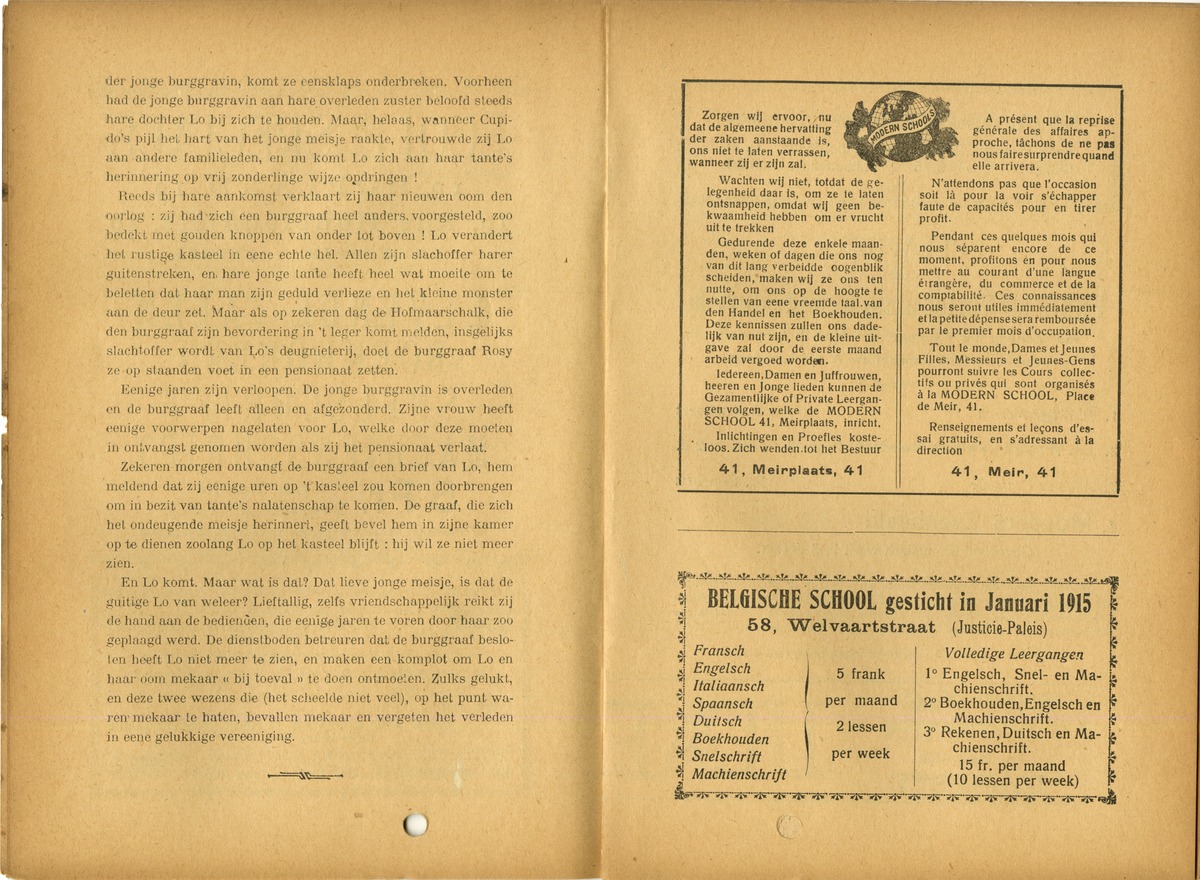 der jonge burggravin, komt ze eensklaps onderbreken. Voorheen
had de jonge burggravin aan hare overleden zuster beloofd steeds
hare dochter Lo bij zich te houden. Maar, helaas, wanneer Cupi-
do's pijl het hart van het jonge meisje raakte, vertrouwde zij Lo
aan andere familieleden, en nu komt Lo zich aan haar tante's
herinnering op vrij zonderlinge wijze opdringen !
Reeds bij hare aankomst verklaart zij haar nieuwen oom den
oorlog : zij had zich een burggraaf heel anders voorgesteld, zoo
bedekt met gouden knoppen van onder tot boven ! Lo verandert
het rustige kasteel in eene echte hel. Allen zijn slachoffer harer
guitenstreken, en hare jonge tante heeft heel wat moeite om te
beletten dat haar man zijn geduld verlieze en het kleine monster
aan de deur zet. Maar als op zekeren dag de Hofmaarschalk, die
den burggraaf zijn bevordering in 't leger komt melden, insgelijks
slachtoffer wordt van Lo's deugnieterij, doet de burggraaf Rosy
ze op staanden voet in een pensionaat zetten.
Eenige jaren zijn verloopen. De jonge burggravin is overleden
en de burggraaf leeft alleen en afgezonderd. Zijne vrouw heeft
eenige voorwerpen nagelaten voor Lo, welke door deze moeten
in ontvangst genomen worden als zij het pensionaat verlaat.
Zekeren morgen ontvangt de burggraaf een brief van Lo, hem
meldend dat zij eenige uren op 't kasteel zou komen doorbrengen
om in bezit van tante's nalatenschap te komen. De graaf, die zich
het ondeugende meisje herinnert, geeft bevel hem in zijne kamer
op te dienen zoolang Lo op het kasteel blijft : hij wil ze niet meer
zien.
En Lo komt. Maar wat is dat? Dat lieve jonge meisje, is dat de
guitige Lo van weleer? Lieftallig, zelfs vriendschappelijk reikt zij
de hand aan de bedienden, die eenige jaren te voren door haar zoo
geplaagd werd. De dienstboden betreuren dat de burggraaf beslo-
ten heeft Lo niet meer te zien, en maken een komplot om Lo en
haar oom mekaar « bij toeval » te doen ontmoeten. Zulks gelukt,
en deze twee wezens die (het scheelde niet veel), op het punt wa-
ren mekaar te haten, bevallen mekaar en vergeten het verleden
in eene gelukkige vereeniging.
MODERN SCHOOLS
Zorgen wij ervoor, nu
dat de algemeene hervatting
der zaken aanstaande is,
ons niet te laten verrassen,
wanneer zij er zijn zal.
Wachten wij niet, totdat de ge-
legenheid daar is, om ze te laten
ontsnappen, omdat wij geen be-
kwaamheid hebben om er vrucht
uit te trekken
Gedurende deze enkele maan-
den, weken of dagen die ons nog
van dit lang verbeidde oogenblik
scheiden, maken wij ze ons ten
nutte, om ons op de hoogte te
stellen van eene vreemde taal. van
den Handel en het Boekhouden.
Deze kennissen zullen ons dade-
lijk van nut zijn, en de kleine uit-
gave zal door de eerste maand
arbeid vergoed worden.
Iedereen, Damen en Juffrouwen,
heeren en Jonge lieden kunnen de
Gezamentlijke of Private Leergan-
gen volgen, welke de MODERN
SCHOOL 41, Meirplaats, inricht.
Inlichtingen en Proefles koste-
loos. Zich wenden tot het Bestuur
41, Meirplaats, 41
A présent que la reprise
générale des affaires ap-
proche, tâchons de ne pas
nous faire surprendre quand
elle arrivera.
N'attendons pas que l'occasion
soit là pour la voir s'échapper
faute de capacités pour en tirer
profit.
Pendant ces quelques mois qui
nous séparent encore de ce
moment, profitons en pour nous
mettre au courant d'une langue
étrangère, du commerce et de la
comptabilité. Ces connaissances
nous seront utiles immédiatement
et la petite dépense sera remboursée
par le premier mois d'occupation.
Tout le monde, Dames et Jeunes
Filles, Messieurs et Jeunes-Gens
pourront suivre les Cours collec-
tifs ou privés qui sont organisés
à la MODERN SCHOOL, Place
de Meir, 41.
Renseignements et leçons d'es-
sai gratuits, en s'adressant à la
direction
41, Meir, 41
BELGISCHE SCHOOL gesticht in Januari 1915
58, Welvaartstraat (Justicie-Paleis)
Fransch
Engelsch
Italiaansch
Spaansch
Duitsch
Boekhouden
Snelschrift
Machienschrift
5 frank
per maand
2 lessen
per week
Volledige Leergangen
1º Engelsch, Snel- en Ma-
chienschrift.
2º Boekhouden, Engelsch en
Machienschrift.
3º Rekenen, Duitsch en Ma-
chienschrift.
15 fr. per maand
(10 lessen per week)